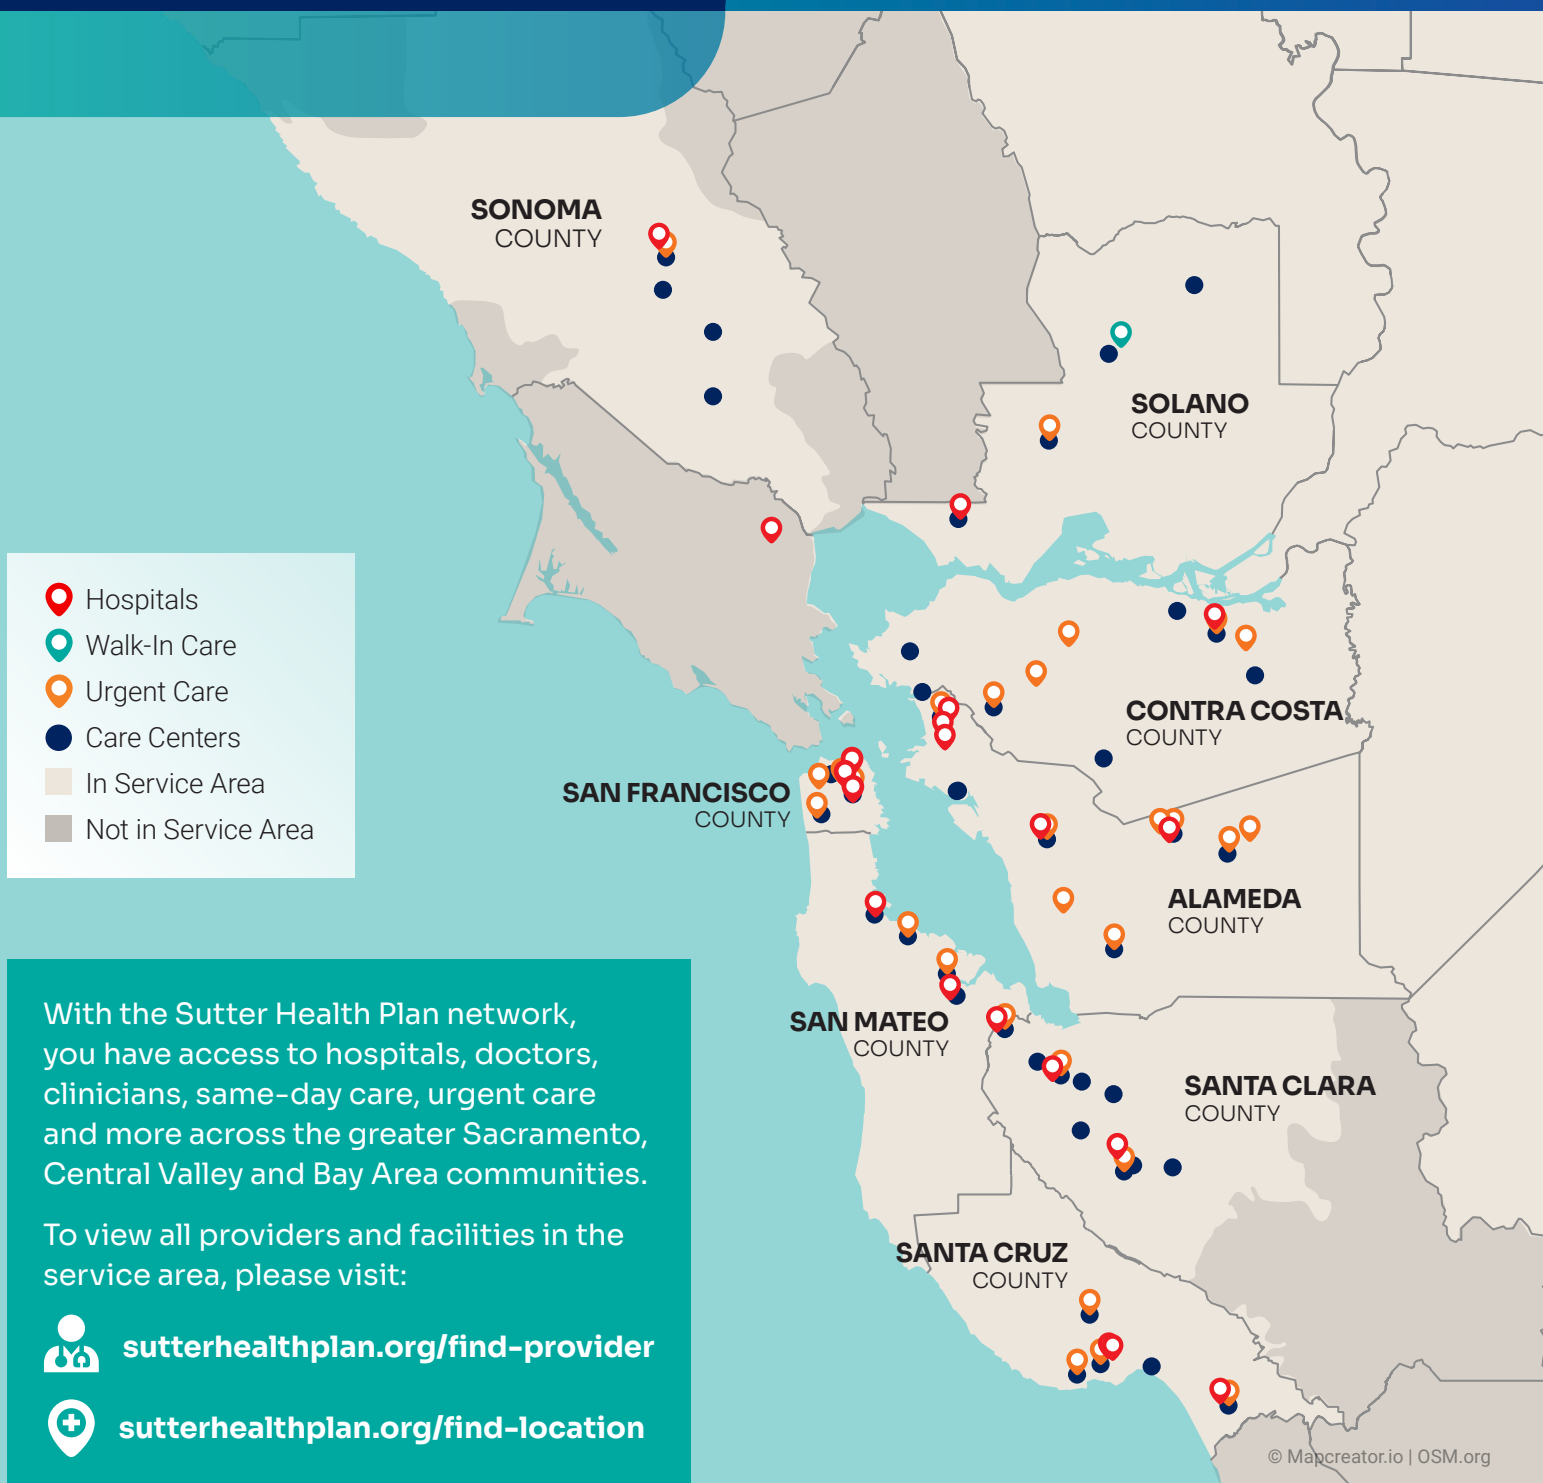 SONOMA
COUNTY
SOLANO
COUNTY
Hospitals
Walk-In Care
Urgent Care
Care Centers
In Service Area
Not in Service Area
CONTRA COSTA
COUNTY
SAN FRANCISCO
COUNTY
ALAMEDA
COUNTY
SAN MATEO
COUNTY
SANTA CLARA
COUNTY
SANTA CRUZ
COUNTY
With the Sutter Health Plan network,
you have access to hospitals, doctors,
clinicians, same-day care, urgent care
and more across the greater Sacramento,
Central Valley and Bay Area communities.
To view all providers and facilities in the
service area, please visit:
sutterhealthplan.org/find-provider
sutterhealthplan.org/find-location
© Mapcreator.io | OSM.org